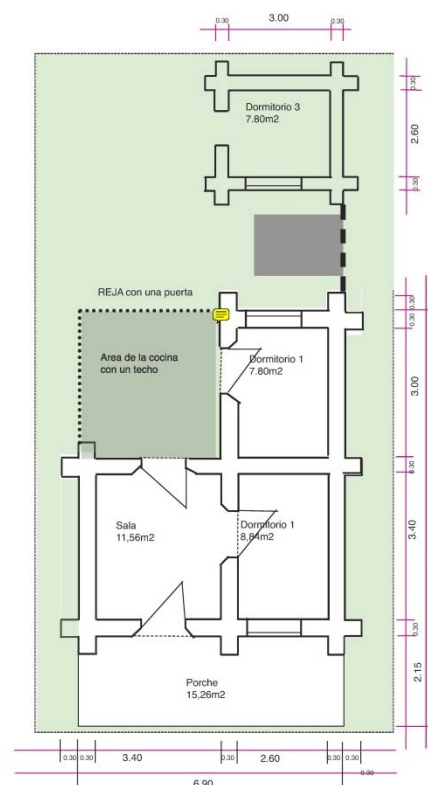 0.30
3.00
0.30
Dormitorio 3
7.80m2
0.30
2.60
0.30
REJA con una puerta
0.30
0.30
Area de la cocina
con un techo
Dormitorio 1
7.80m2
3.00
0.30
Sala
11,56m2
Dormitorio 1
8,84m2
3.40
0.30
2.15
Porche
15,26m2
0.30
0.30
3.40
0.30
2.60
0.30
0.30
0.30
6.90